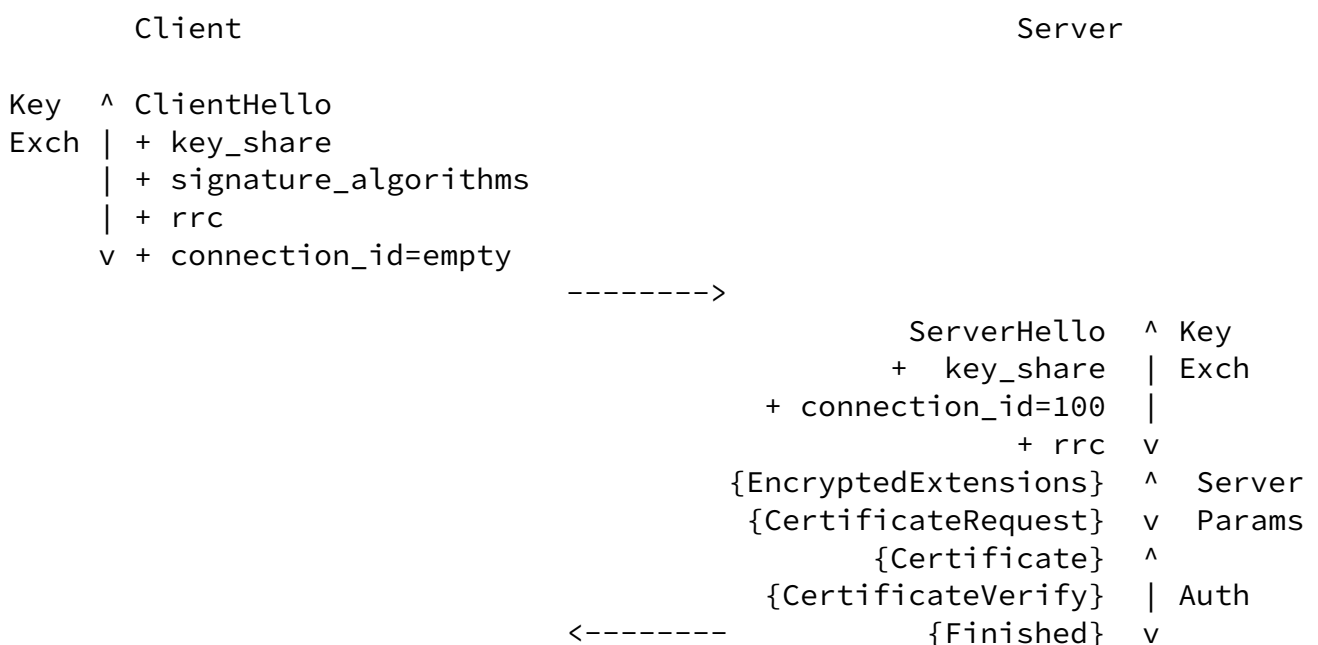 Client                                           Server

Key  ^ ClientHello
Exch | + key_share
     | + signature_algorithms
     | + rrc
     v + connection_id=empty
                               -------->
                                                  ServerHello  ^ Key
                                                 +  key_share  | Exch
                                          + connection_id=100  |
                                                        + rrc  v
                                        {EncryptedExtensions}  ^  Server
                                         {CertificateRequest}  v  Params
                                                {Certificate}  ^
                                          {CertificateVerify}  | Auth
                               <--------           {Finished}  v